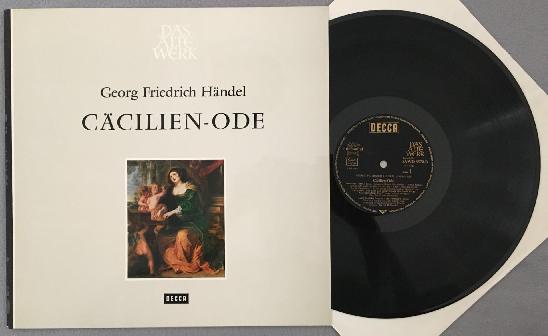 DAS
ALTE
WERK
Georg Friedrich Händel
CÄCILIEN-ODE
DECCA
DECCA
DAS
ALTE
WERK
Cäcilien-Ode